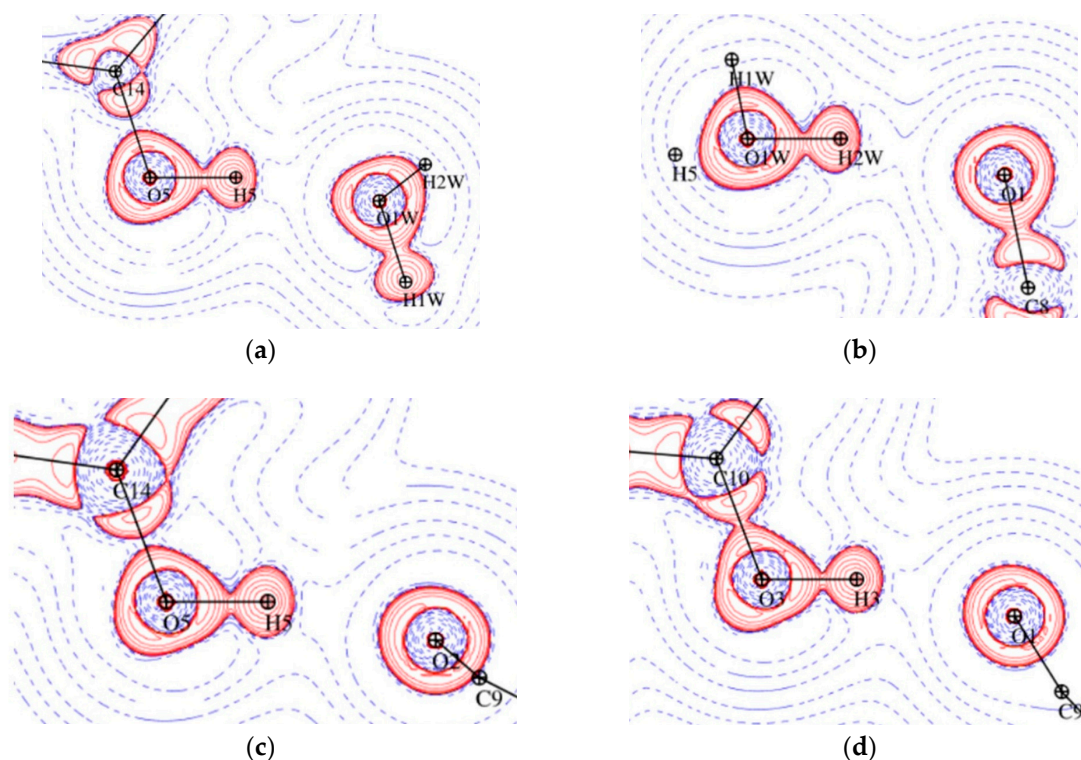 C14
O5
H5
H2W
O1W
H1W
(a)
H1W
O1W
H2W
H5
O1
C8
(b)
C14
O5
H5
O2
C9
(c)
C10
O3
H3
O1
C9
(d)